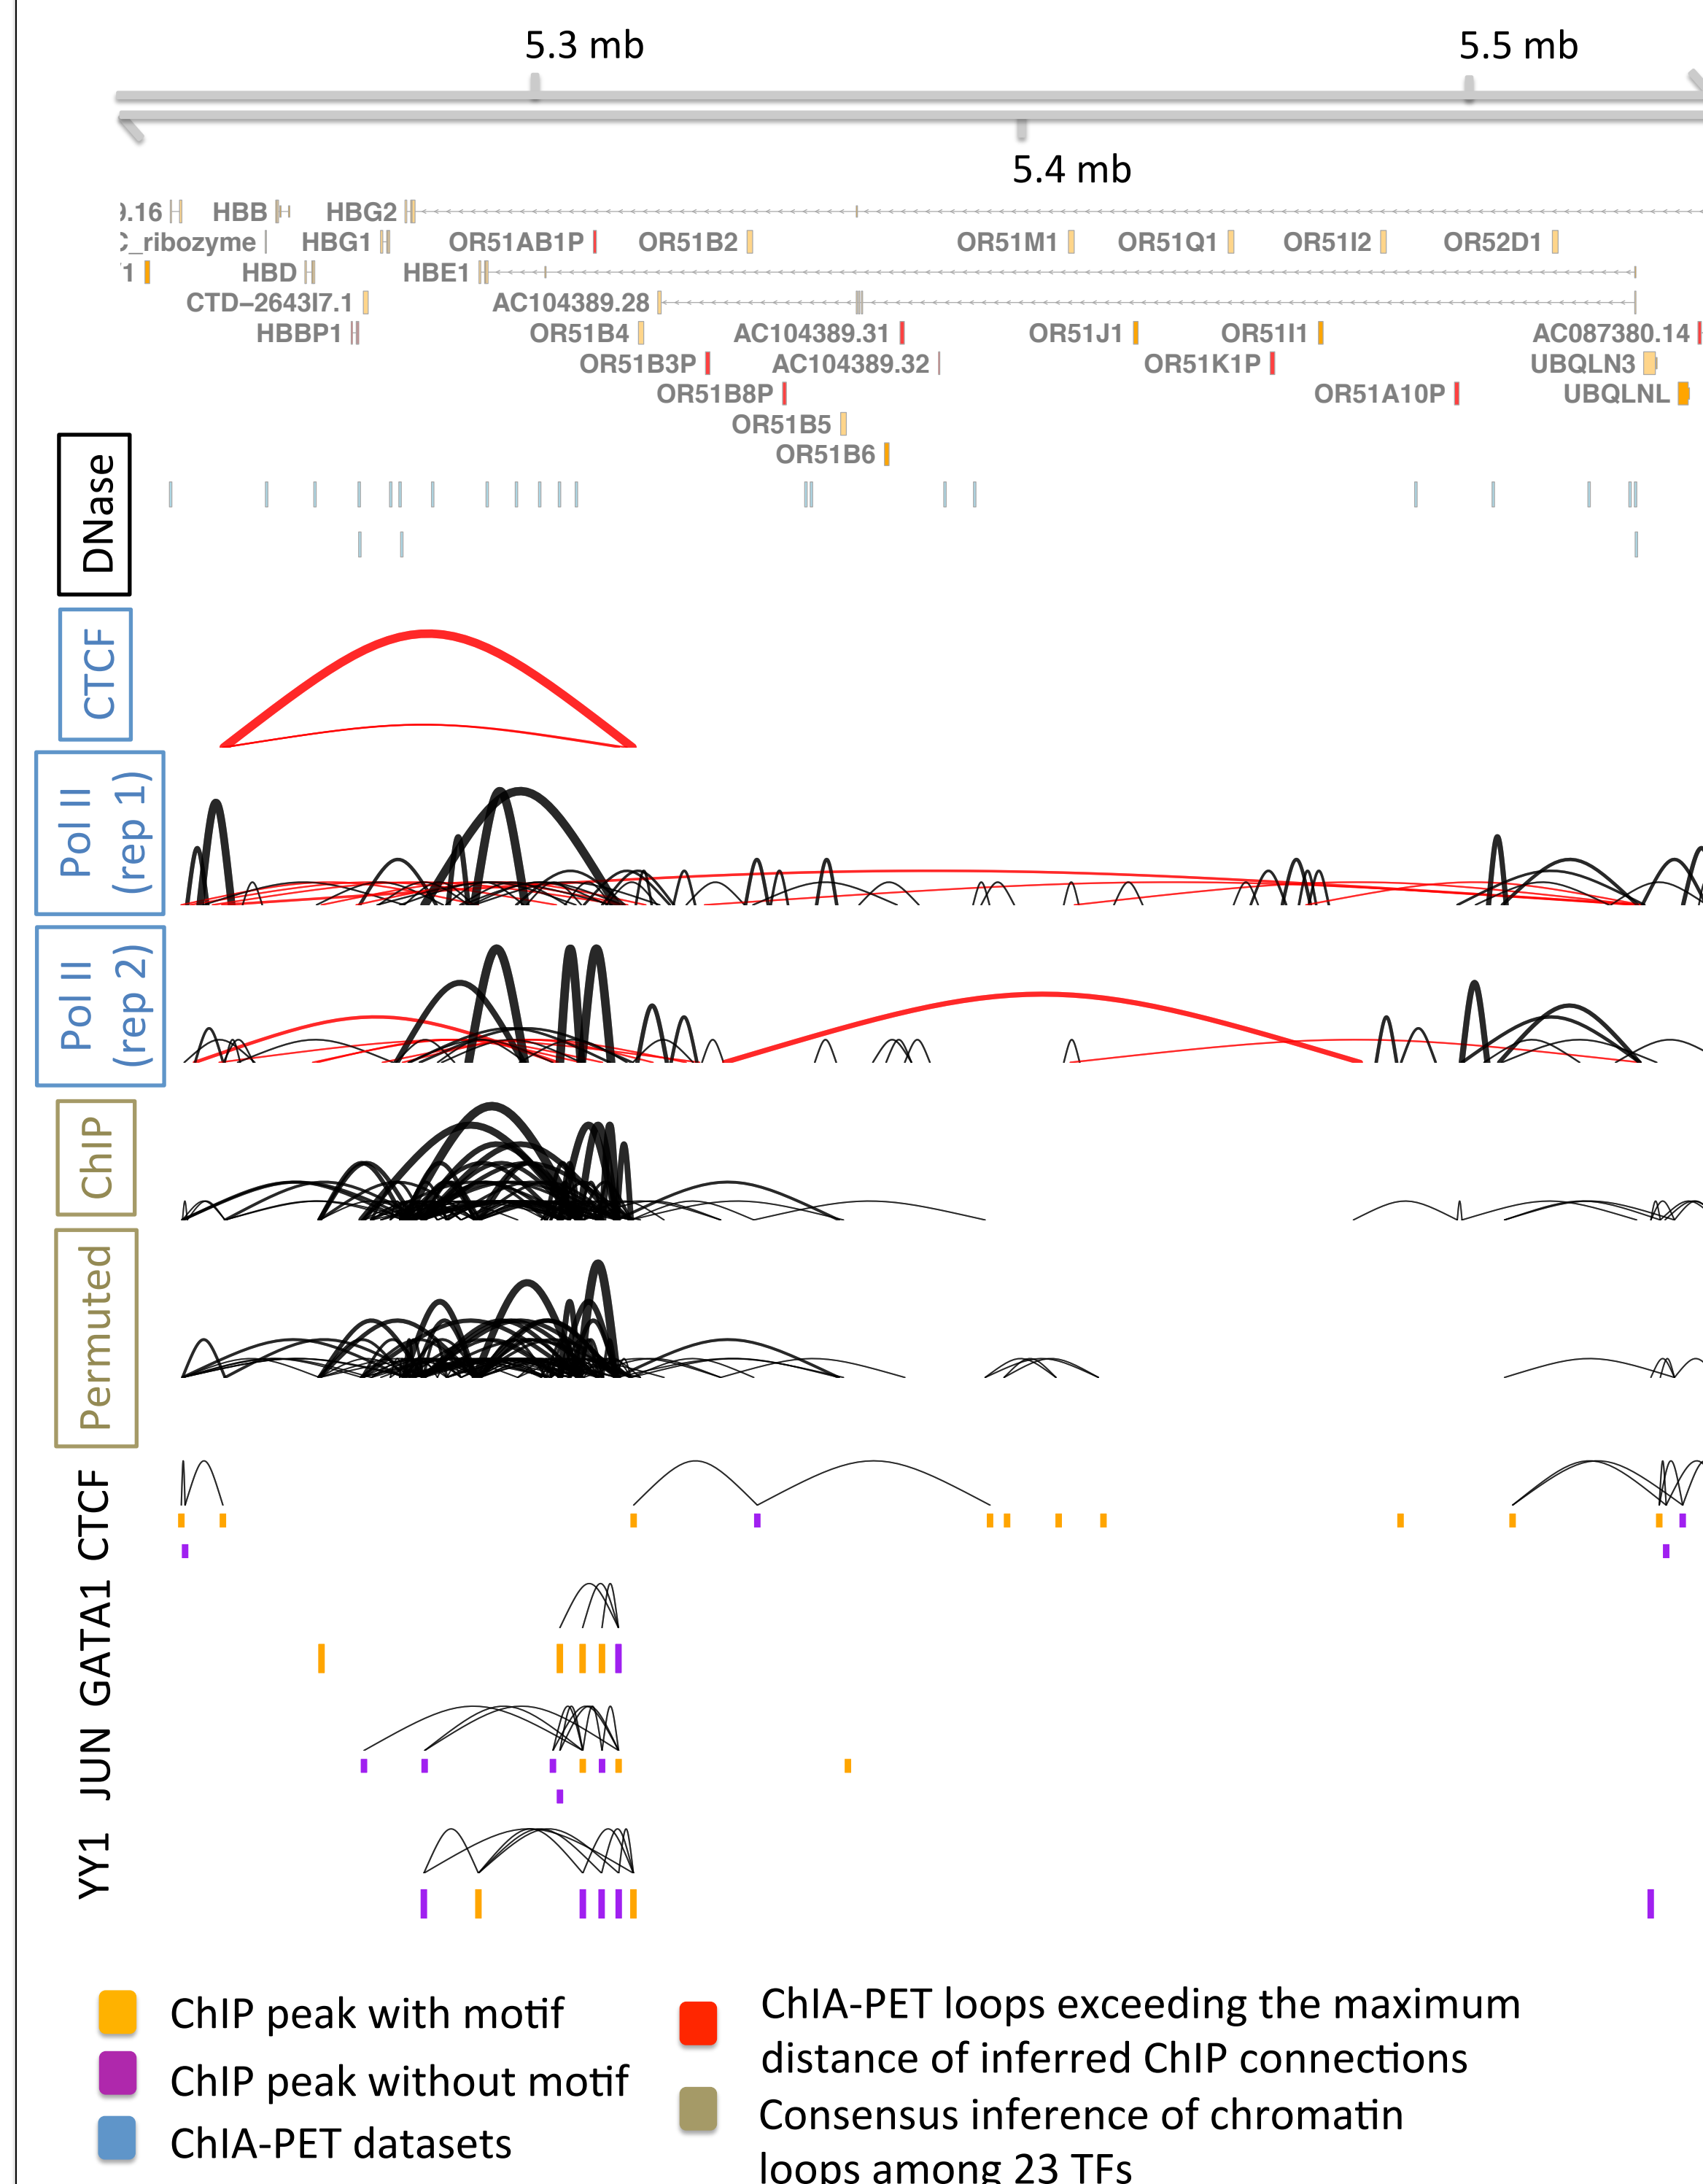 5.3 mb 5.5 mb
5.4 mb
9.16 HBB HBG2
C_ribozyme HBG1 OR51AB1P OR51B2 OR51M1 OR51Q1 OR51I2 OR52D1
1 HBD HBE1
CTD−2643I7.1 AC104389.28
HBBP1 OR51B4 AC104389.31 OR51J1 OR51I1 AC087380.14
OR51B3P AC104389.32 OR51K1P UBQLN3
OR51B8P OR51A10P UBQLNL
OR51B5
OR51B6
DNase
CTCF
Pol II
(rep 1)
Pol II
(rep 2)
ChIP
Permuted
CTCF
GATA1
JUN
YY1
ChIP peak with motif
ChIP peak without motif
ChIA-PET datasets
ChIA-PET loops exceeding the maximum
distance of inferred ChIP connections
Consensus inference of chromatin
loops among 23 TFs